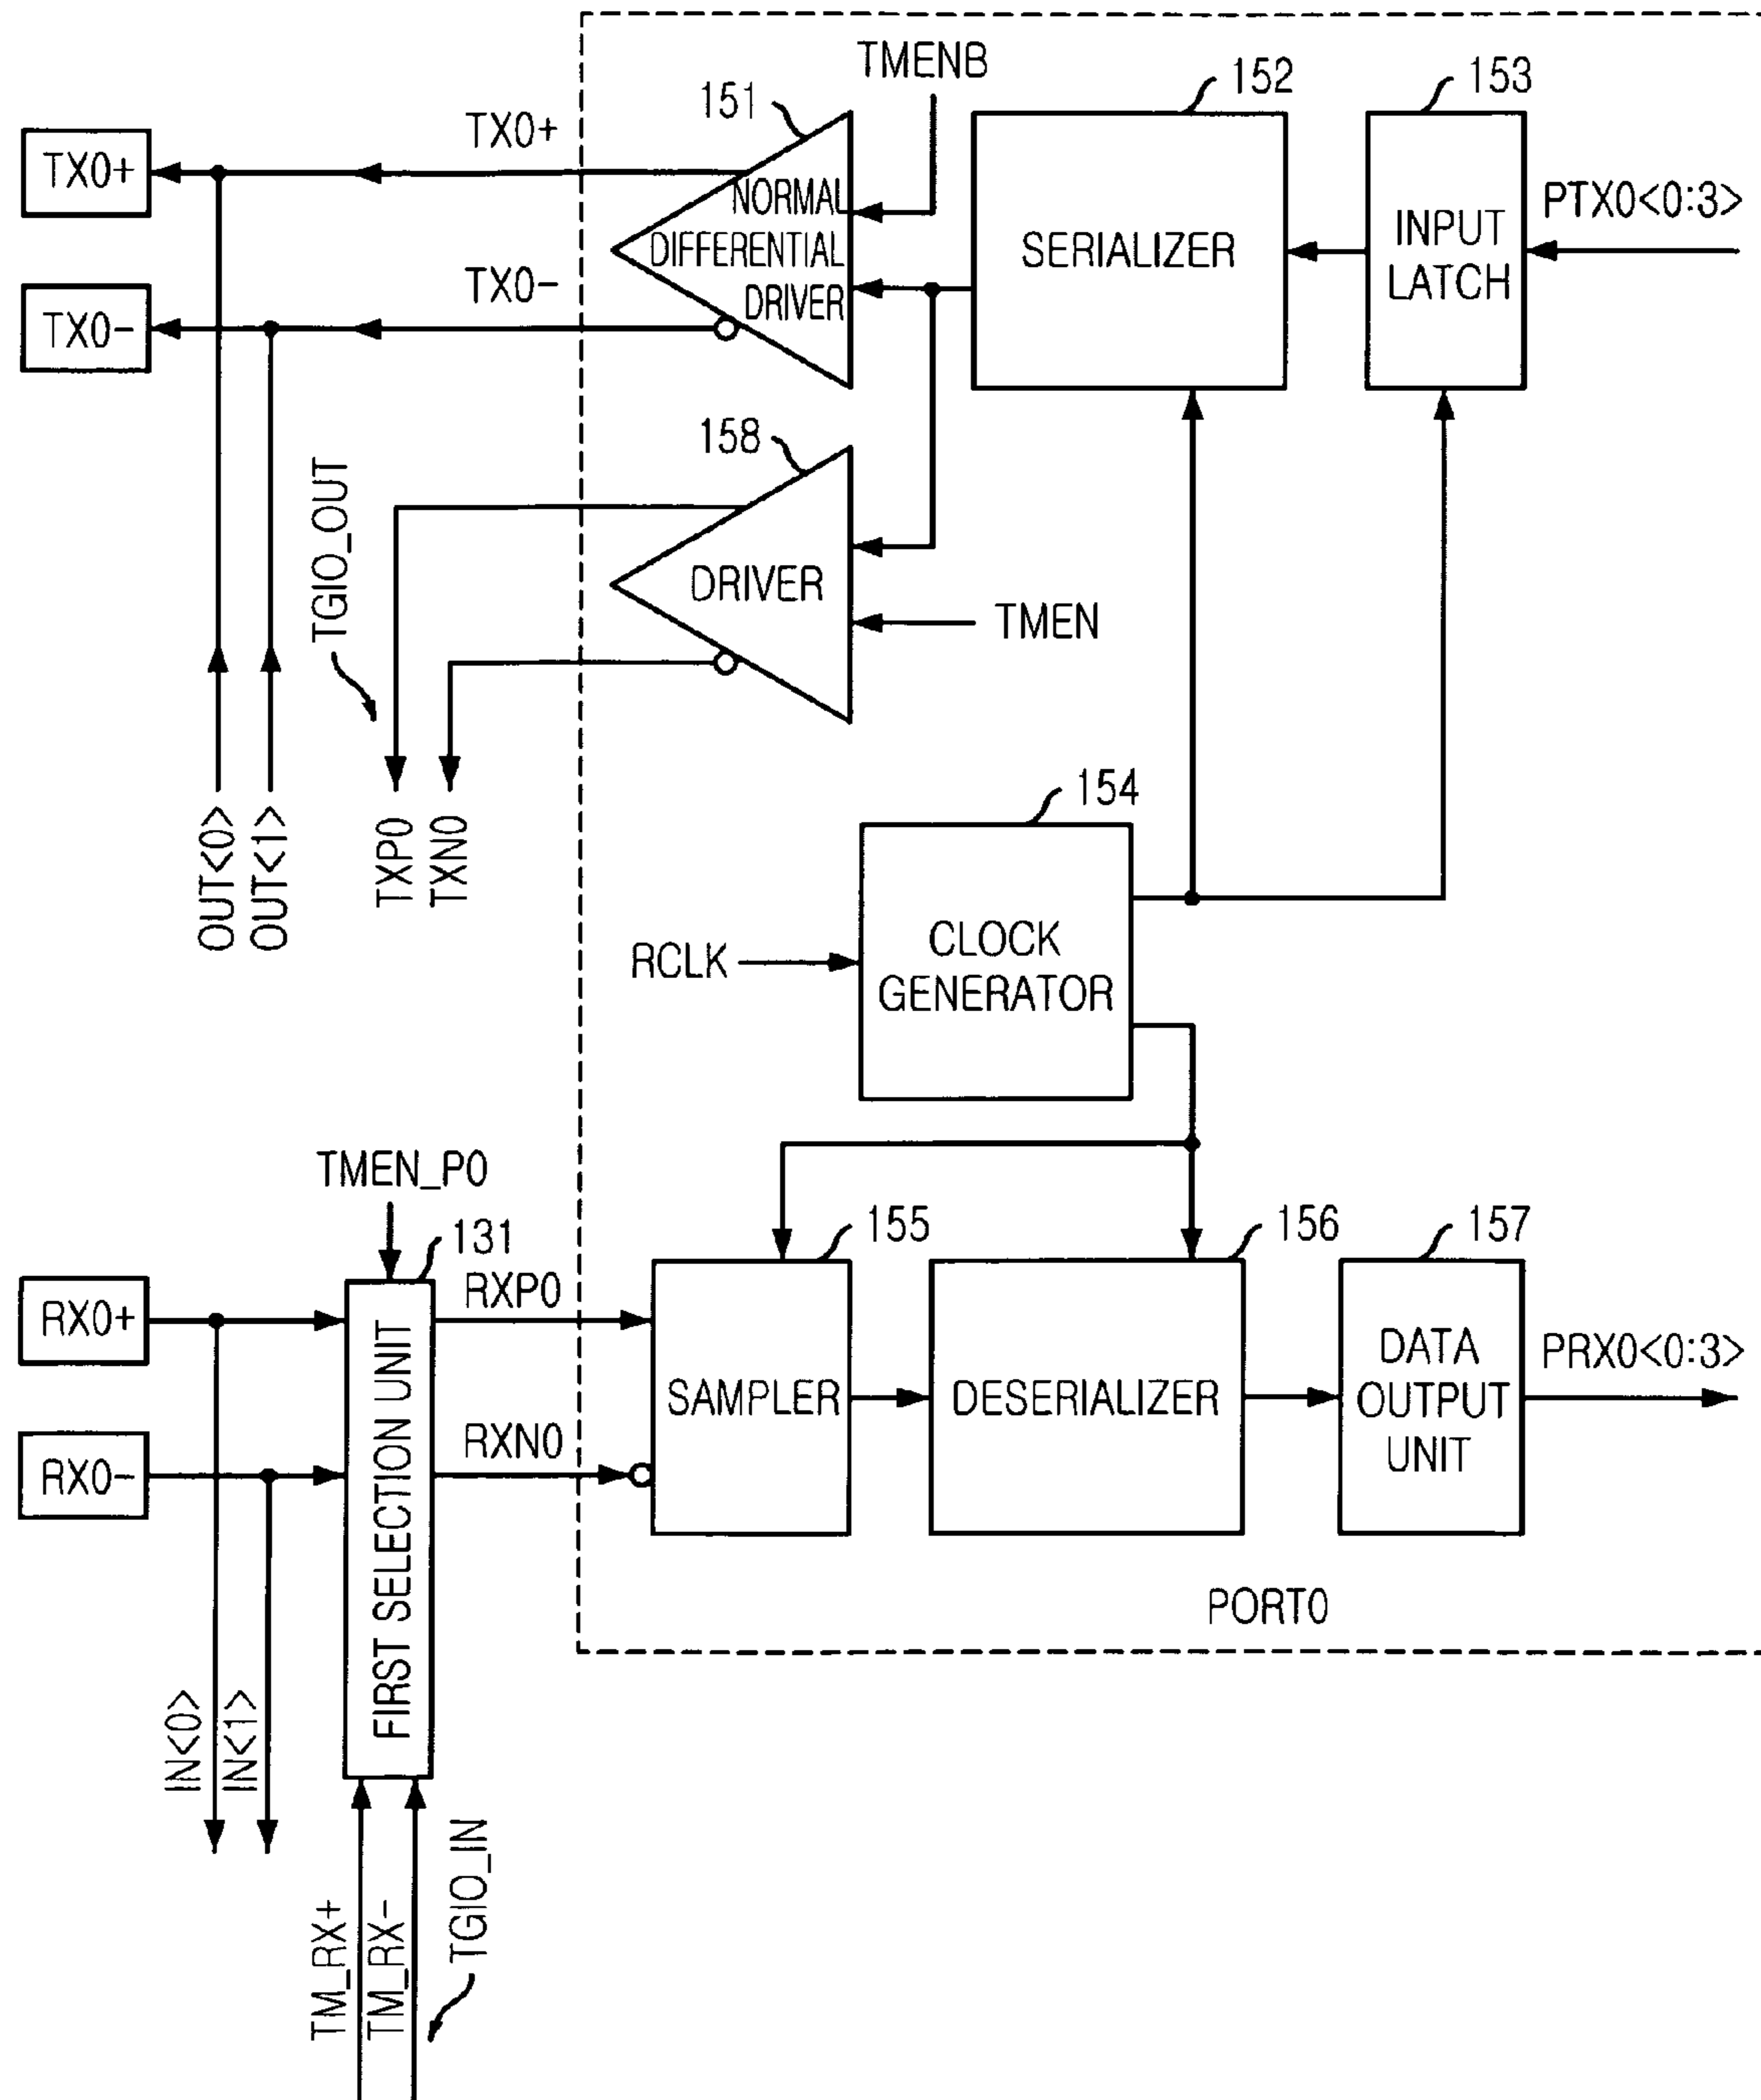 TMENB
151
152
153
TX0+
TX0+
NORMAL
DIFFERENTIAL
DRIVER
SERIALIZER
INPUT
LATCH
PTX0<0:3>
TX0-
TX0-
158
DRIVER
TMEN
TGIO_OUT
OUT<0>
OUT<1>
TXP0
TXN0
154
RCLK
CLOCK
GENERATOR
TMEN_P0
131
155
156
157
RX0+
RXP0
FIRST SELECTION UNIT
SAMPLER
DESERIALIZER
DATA
OUTPUT
UNIT
PRX0<0:3>
RX0-
RXN0
PORT0
IN<0>
IN<1>
TM_RX+
TM_RX-
TGIO_IN